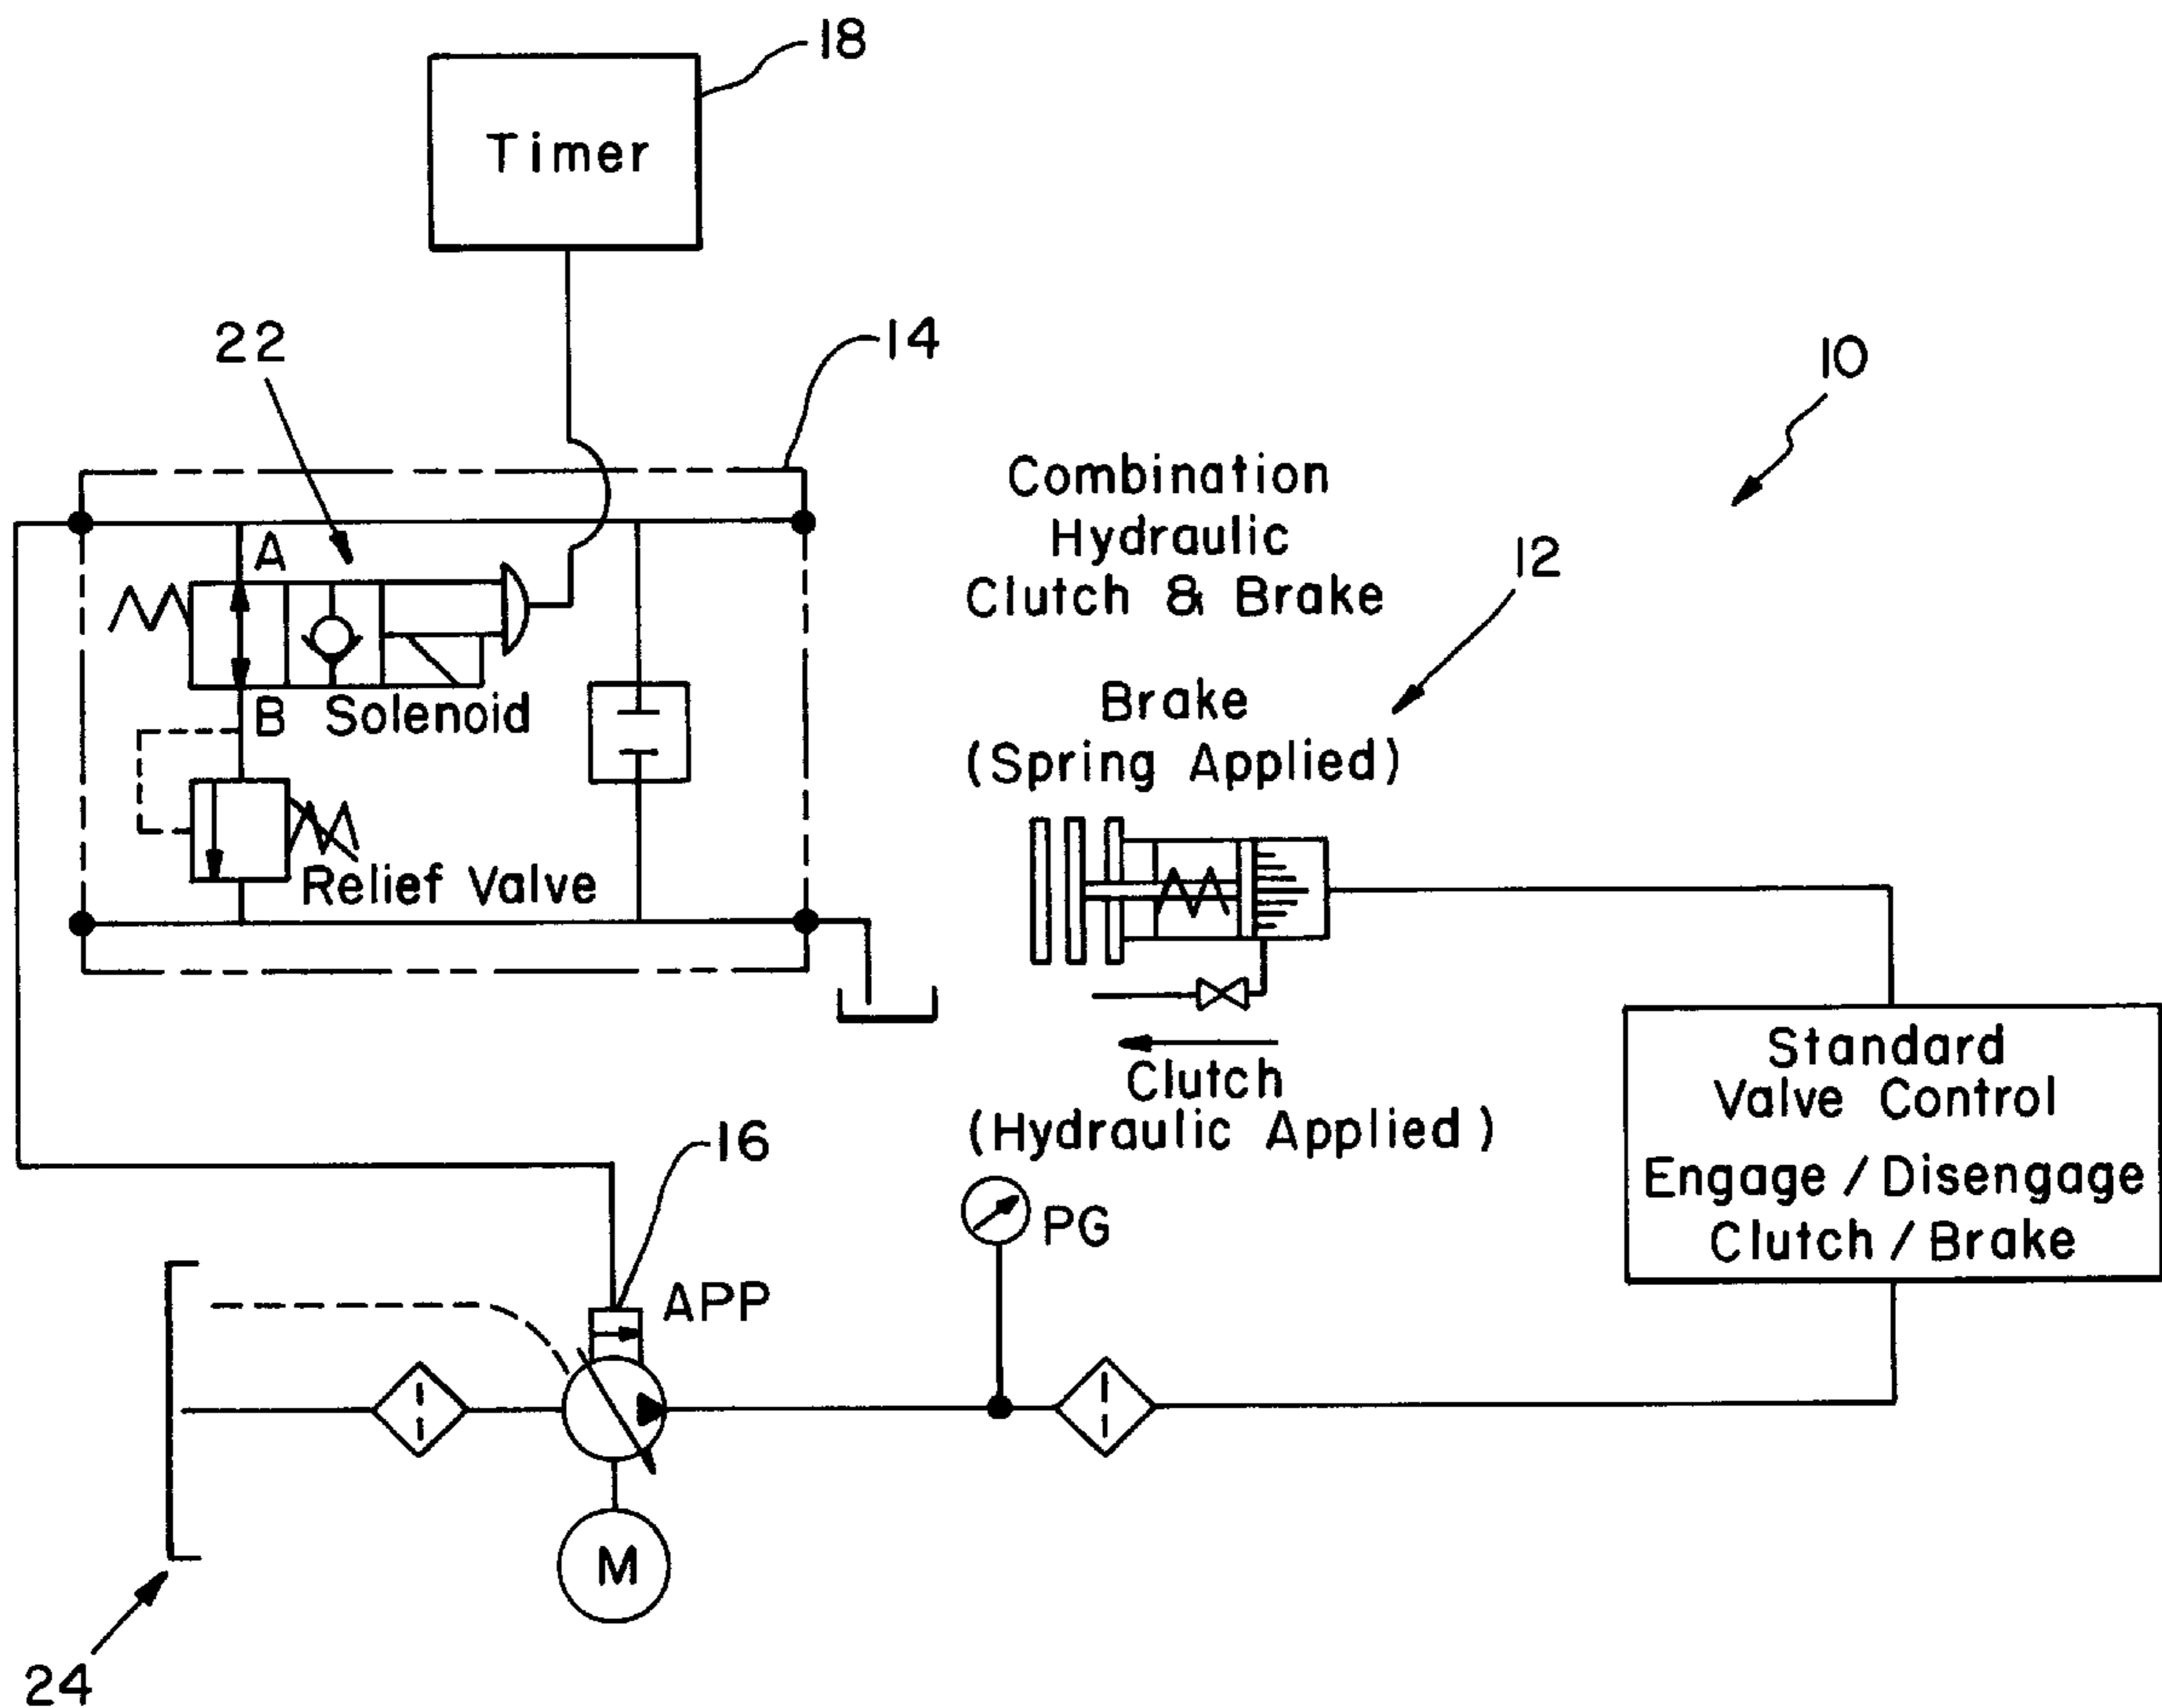 18
Timer
22
14
10
Combination
Hydraulic
Clutch & Brake
12
A
B
Solenoid
Brake
(Spring Applied)
Relief Valve
Clutch
(Hydraulic Applied)
Standard
Valve Control
Engage / Disengage
Clutch / Brake
16
PG
APP
M
24